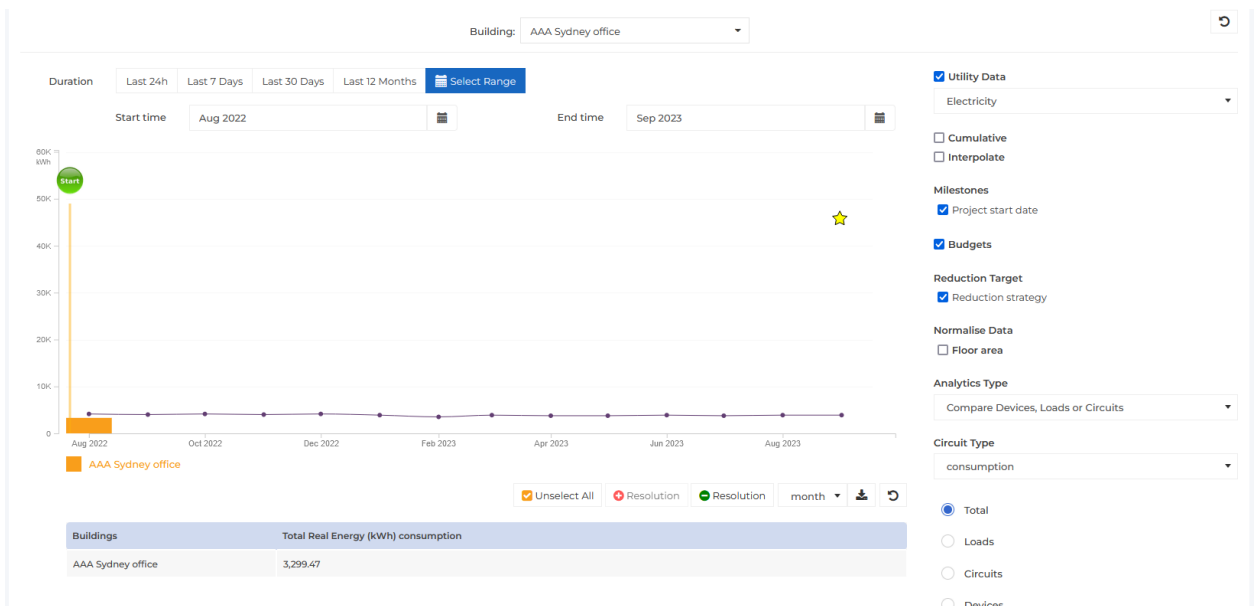 Building: AAA Sydney office
Duration Last 24h Last 7 Days Last 30 Days Last 12 Months Select Range
Start time Aug 2022 End time Sep 2023
60K
kWh
Start
50K
40K
30K
20K
10K
0
Aug 2022 Oct 2022 Dec 2022 Feb 2023 Apr 2023 Jun 2023 Aug 2023
AAA Sydney office
Unselect All Resolution Resolution month
Buildings Total Real Energy (kWh) consumption
AAA Sydney office 3,299.47
Utility Data
Electricity
Cumulative
Interpolate
Milestones
Project start date
Budgets
Reduction Target
Reduction strategy
Normalise Data
Floor area
Analytics Type
Compare Devices, Loads or Circuits
Circuit Type
consumption
Total
Loads
Circuits
Devices